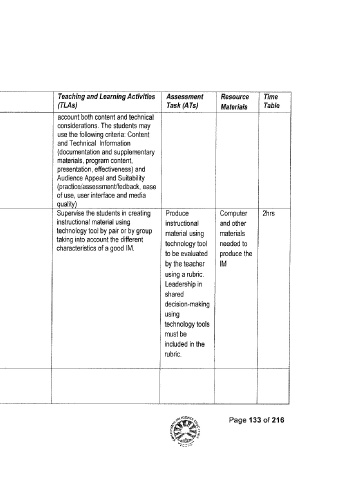 Teaching and Learning Activities Assessment Resource Time
(TLAs) Task (ATs) Materials Table
account both content and technical
considerations. The students may
use the following criteria: Content
and Technical Information
(documentation and supplementary
materials, program content,
presentation, effectiveness) and
Audience Appeal and Suitability
(practice/assessment/fedback, ease
of use, user interface and media
quality)
Supervise the students in creating
instructional material using
technology tool by pair or by group
taking into account the different
characteristics of a good IM.
Produce
instructional
material using
technology tool
to be evaluated
by the teacher
using a rubric.
Leadership in
shared
decision-making
using
technology tools
must be
included in the
rubric.
Computer
and other
materials
needed to
produce the
IM
2hrs
Page 133 of 216